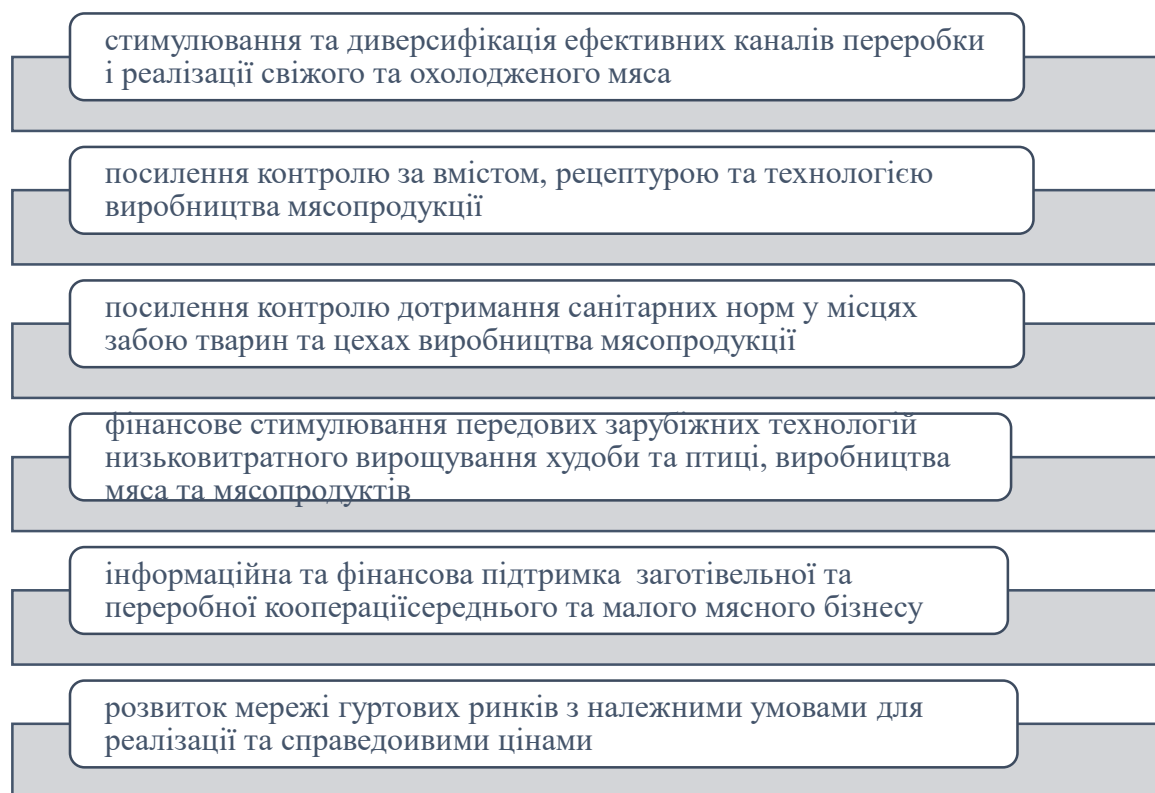 стимулювання та диверсифікація ефективних каналів переробки
і реалізації свіжого та охолодженого мяса
посилення контролю за вмістом, рецептурою та технологією
виробництва мясопродукції
посилення контролю дотримання санітарних норм у місцях
забою тварин та цехах виробництва мясопродукції
фінансове стимулювання передових зарубіжних технологій
низьковитратного вирощування худоби та птиці, виробництва
мяса та мясопродуктів
інформаційна та фінансова підтримка  заготівельної та
переробної коопераціїсереднього та малого мясного бізнесу
розвиток мережі гуртових ринків з належними умовами для
реалізації та справедоивими цінами